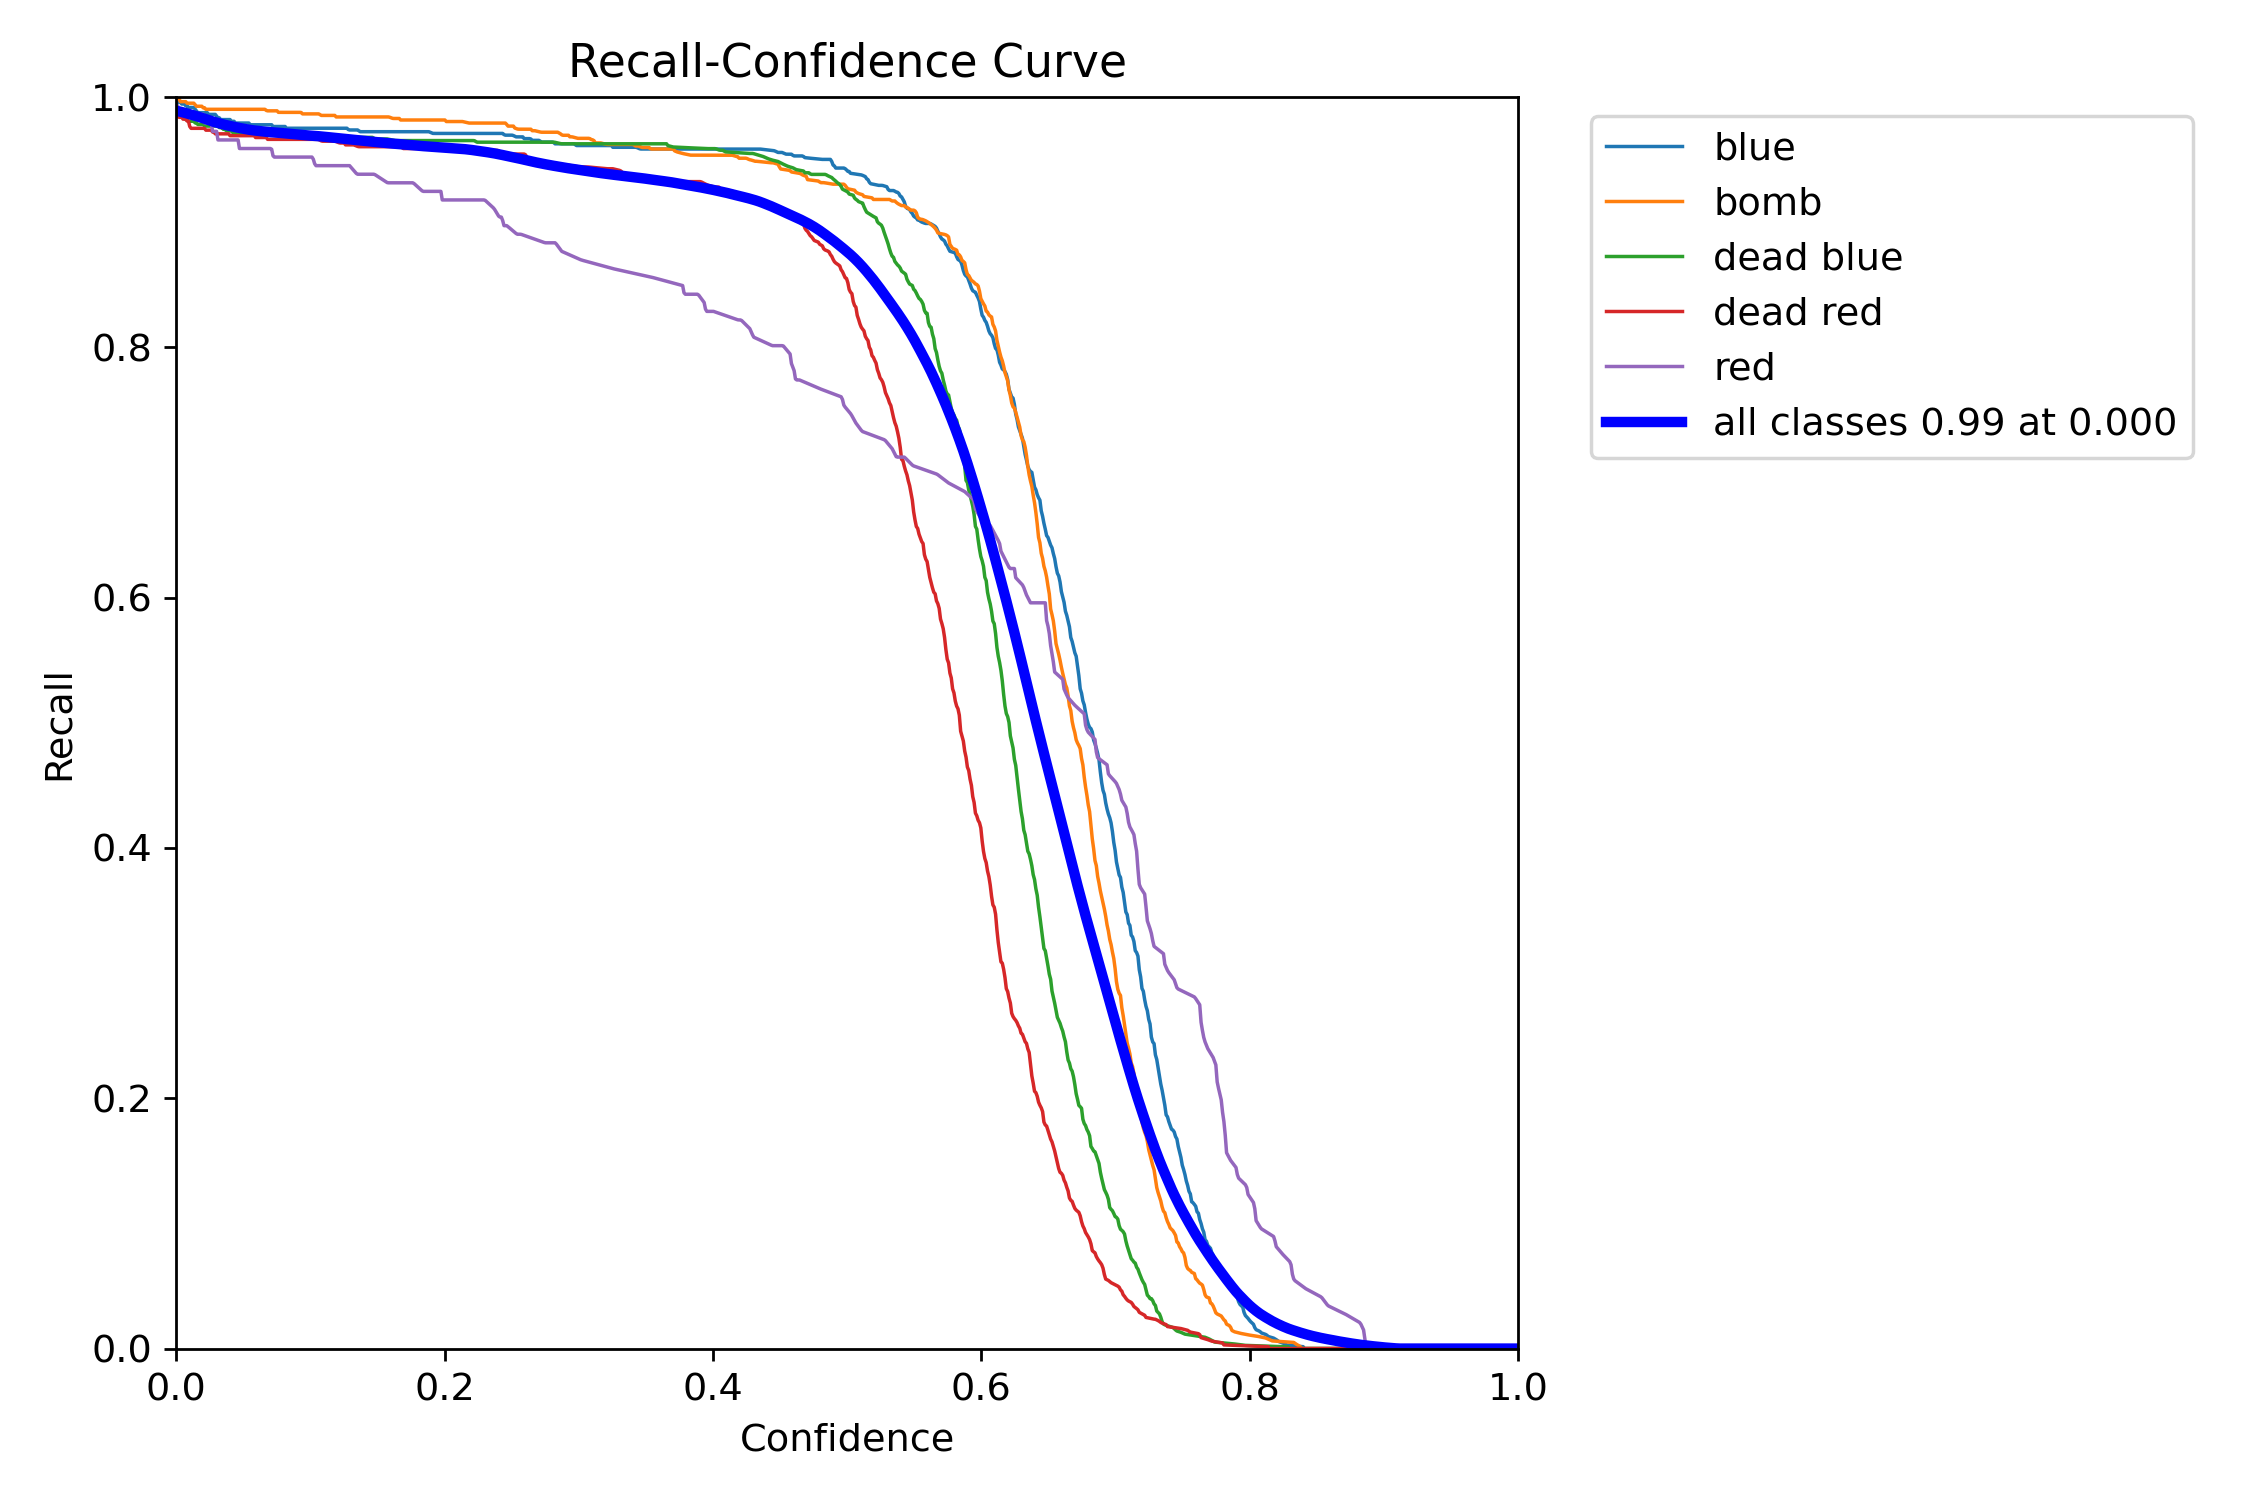 Recall-Confidence Curve
1.0
0.8
0.6
0.4
0.2
0.0
Recall
0.0 0.2 0.4 0.6 0.8 1.0
Confidence
blue
bomb
dead blue
dead red
red
all classes 0.99 at 0.000